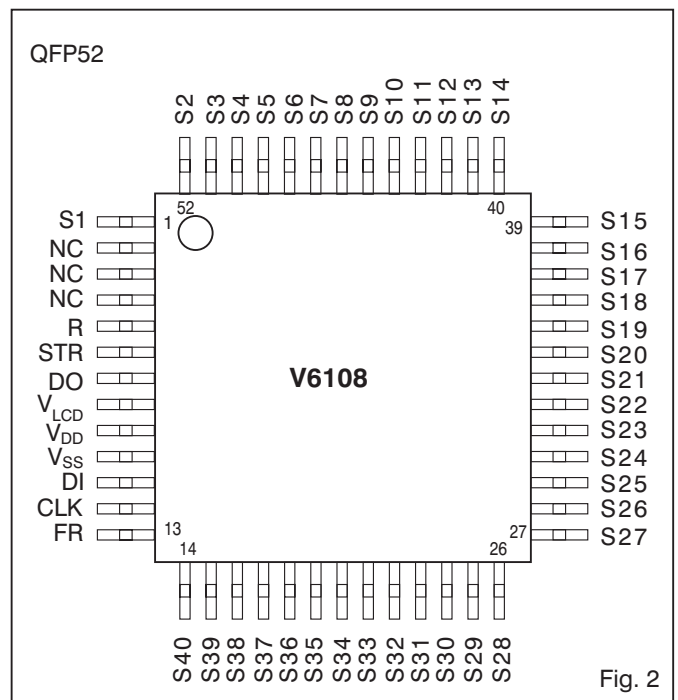 QFP52
S2 S3 S4 S5 S6 S7 S8 S9 S10 S11 S12 S13 S14
52 40
1 39
S1
NC
NC
NC
R
STR
DO
VLCD
VDD
VSS
DI
CLK
FR
V6108
S15
S16
S17
S18
S19
S20
S21
S22
S23
S24
S25
S26
S27
13 27
14 26
S40 S39 S38 S37 S36 S35 S34 S33 S32 S31 S30 S29 S28
Fig. 2